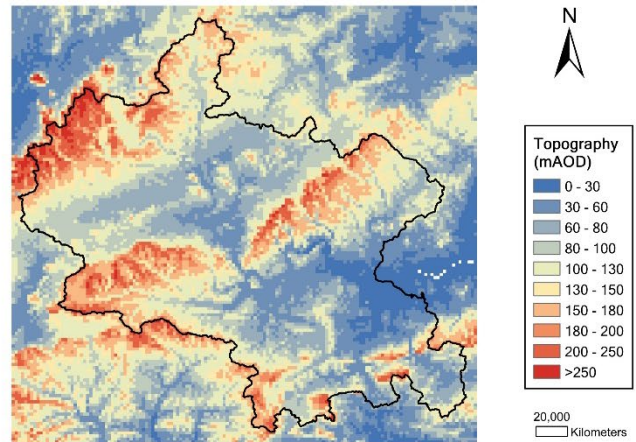 N
Topography
(mAOD)
0 - 30
30 - 60
60 - 80
80 - 100
100 - 130
130 - 150
150 - 180
180 - 200
200 - 250
>250
20,000
Kilometers